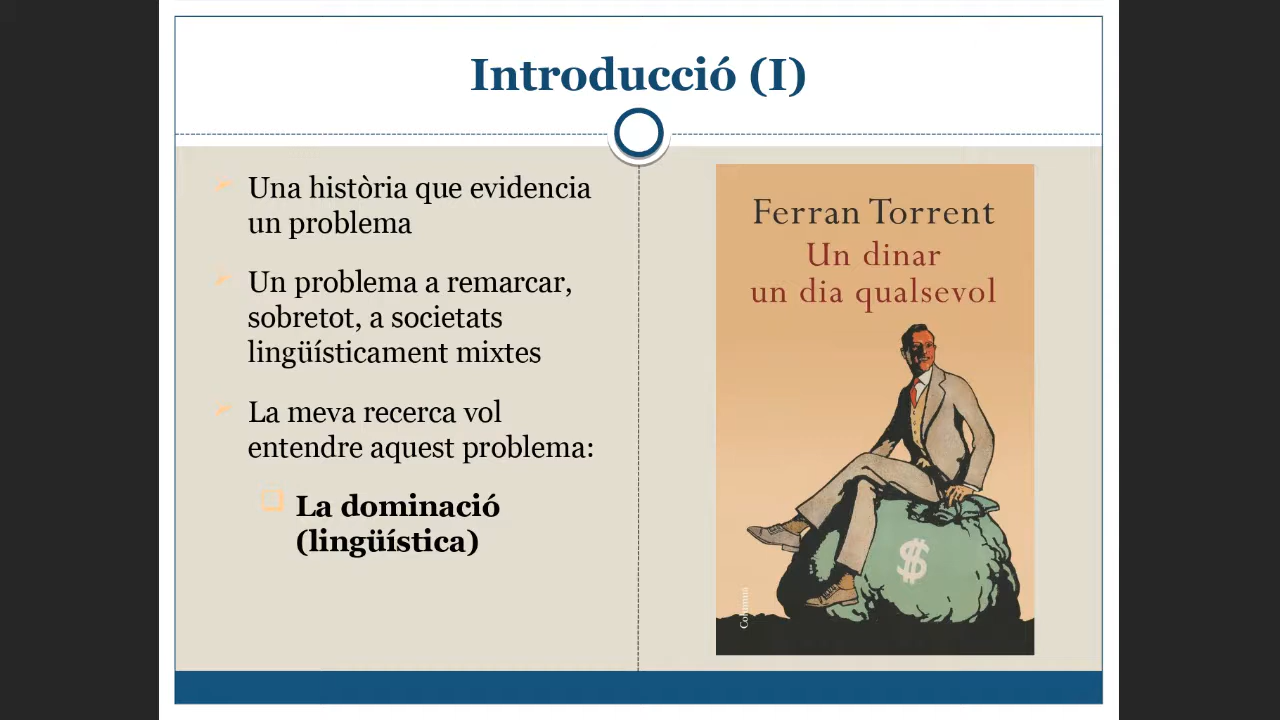 Introducció (I)
Una història que evidencia
un problema
Un problema a remarcar,
sobretot, a societats
lingüísticament mixtes
La meva recerca vol
entendre aquest problema:
La dominació
(lingüística)
Ferran Torrent
Un dinar
un dia qualsevol
$
Columna